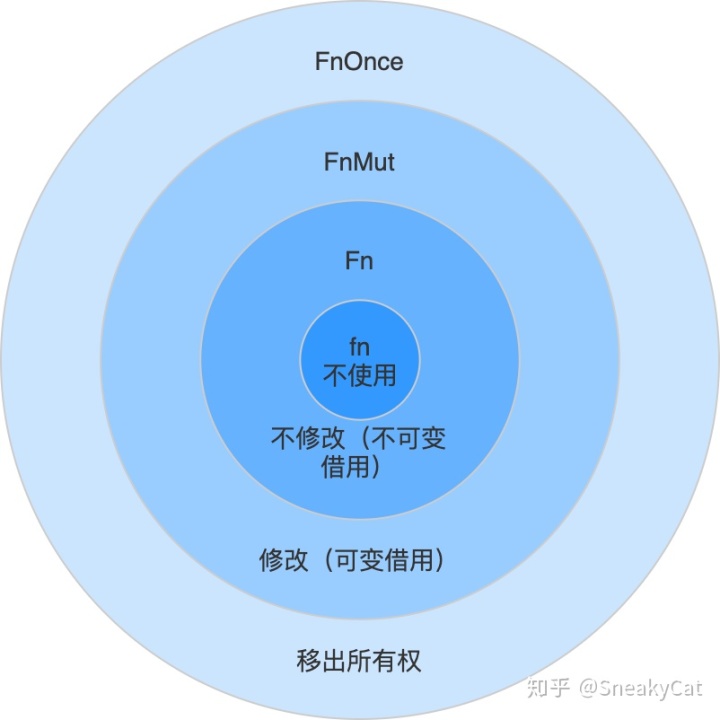 FnOnce
FnMut
Fn
fn
不使用
不修改（不可变
借用）
修改（可变借用）
移出所有权
知乎 @SneakyCat